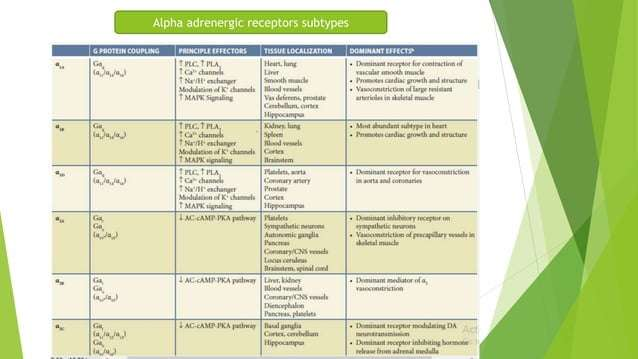 Alpha adrenergic receptors subtypes
G PROTEIN COUPLING PRINCIPLE EFFECTORS TISSUE LOCALIZATION DOMINANT EFFECTSᵇ
α₁A
Gαq
(α₁₁/α₁₄/α₁₆)
↑ PLC, ↑ PLA₂
↑ Ca²⁺ channels
↑ Na⁺/H⁺ exchanger
Modulation of K⁺ channels
↑ MAPK Signaling
Heart, lung
Liver
Smooth muscle
Blood vessels
Vas deferens, prostate
Cerebellum, cortex
Hippocampus
• Dominant receptor for contraction of
vascular smooth muscle
• Promotes cardiac growth and structure
• Vasoconstriction of large resistant
arterioles in skeletal muscle
α₁B
Gαq
(α₁₁/α₁₄/α₁₆)
↑ PLC, ↑ PLA₂
↑ Ca²⁺ channels
↑ Na⁺/H⁺ exchanger
Modulation of K⁺ channels
↑ MAPK signaling
Kidney, lung
Spleen
Blood vessels
Cortex
Brainstem
• Most abundant subtype in heart
• Promotes cardiac growth and structure
α₁D
Gαq
(α₁₁/α₁₄/α₁₆)
↑ PLC, ↑ PLA₂
↑ Ca²⁺ channels
↑ Na⁺/H⁺ exchanger
Modulation of K⁺ channels
↑ MAPK signaling
Platelets, aorta
Coronary artery
Prostate
Cortex
Hippocampus
• Dominant receptor for vasoconstriction
in aorta and coronaries
Gαi
Gαo
↓ AC-cAMP-PKA pathway
Platelets
Sympathetic neurons
Autonomic ganglia
Pancreas
Coronary/CNS vessels
Locus ceruleus
Brainstem, spinal cord
• Dominant inhibitory receptor on
sympathetic neurons
• Vasoconstriction of precapillary vessels in
skeletal muscle
α₂B
Gαi
Gαo
↓ AC-cAMP-PKA pathway
Liver, kidney
Blood vessels
Coronary/CNS vessels
Diencephalon
Pancreas, platelets
• Dominant mediator of α₂
vasoconstriction
α₂C
Gαi
Gαo
↓ AC-cAMP-PKA pathway
Basal ganglia
Cortex, cerebellum
Hippocampus
• Dominant receptor modulating DA
neurotransmission
• Dominant receptor inhibiting hormone
release from adrenal medulla
Act